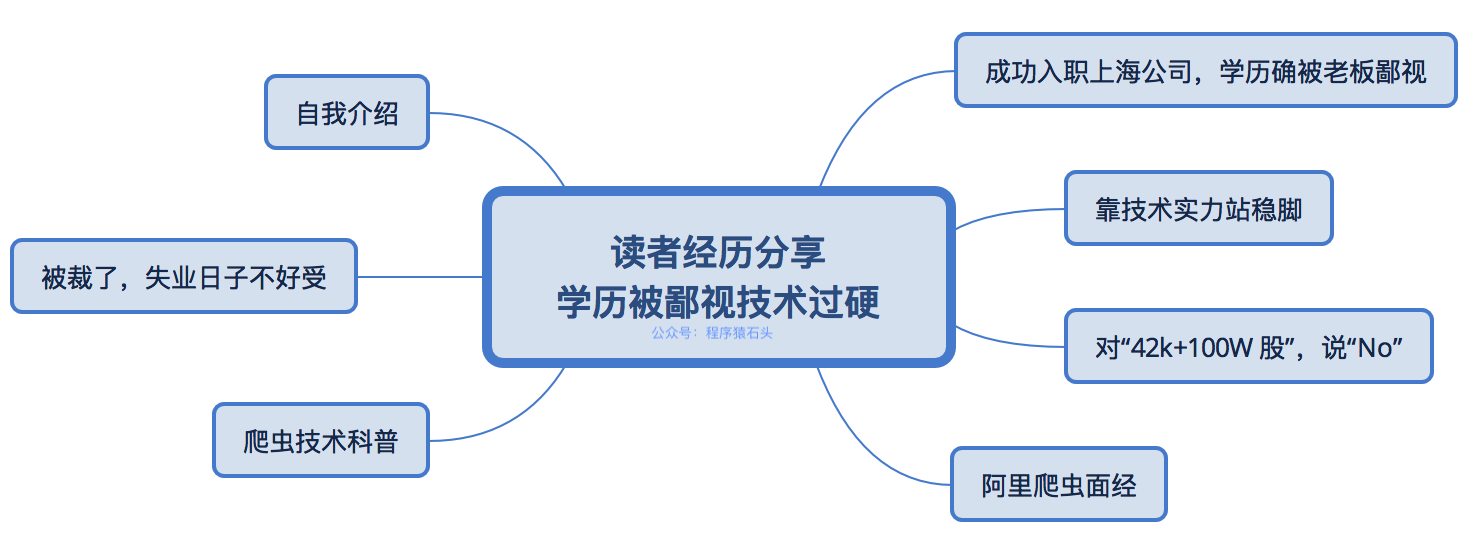 读者经历分享
学历被鄙视技术过硬
公众号：程序猿石头
自我介绍
被裁了，失业日子不好受
爬虫技术科普
成功入职上海公司，学历确被老板鄙视
靠技术实力站稳脚
对“42k+100W 股”，说“No”
阿里爬虫面经